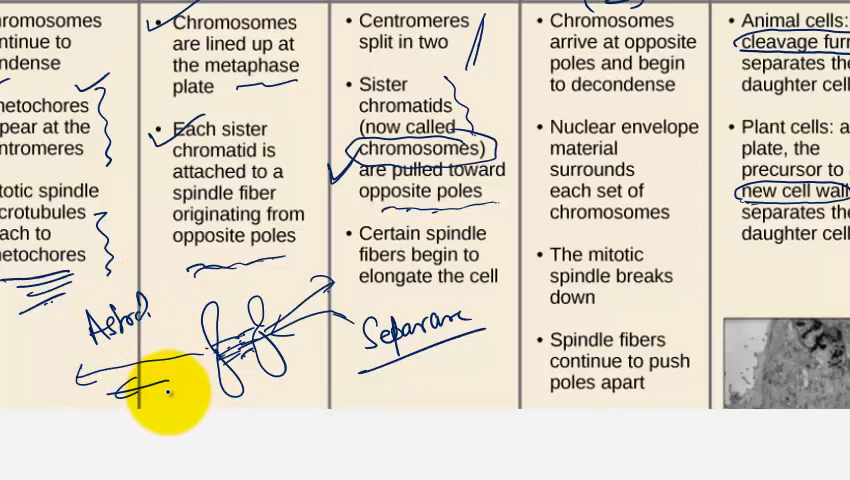 romosomes
ntinue to
ndense
netochores
pear at the
ntromeres
totic spindle
crotubules
ach to
netochores
• Chromosomes
are lined up at
the metaphase
plate
• Each sister
chromatid is
attached to a
spindle fiber
originating from
opposite poles
• Centromeres
split in two
• Sister
chromatids
(now called
chromosomes)
are pulled toward
opposite poles
• Certain spindle
fibers begin to
elongate the cell
• Chromosomes
arrive at opposite
poles and begin
to decondense
• Nuclear envelope
material
surrounds
each set of
chromosomes
• The mitotic
spindle breaks
down
• Spindle fibers
continue to push
poles apart
• Animal cells:
cleavage furr
separates the
daughter cell
• Plant cells: a
plate, the
precursor to
new cell wall
separates the
daughter cell